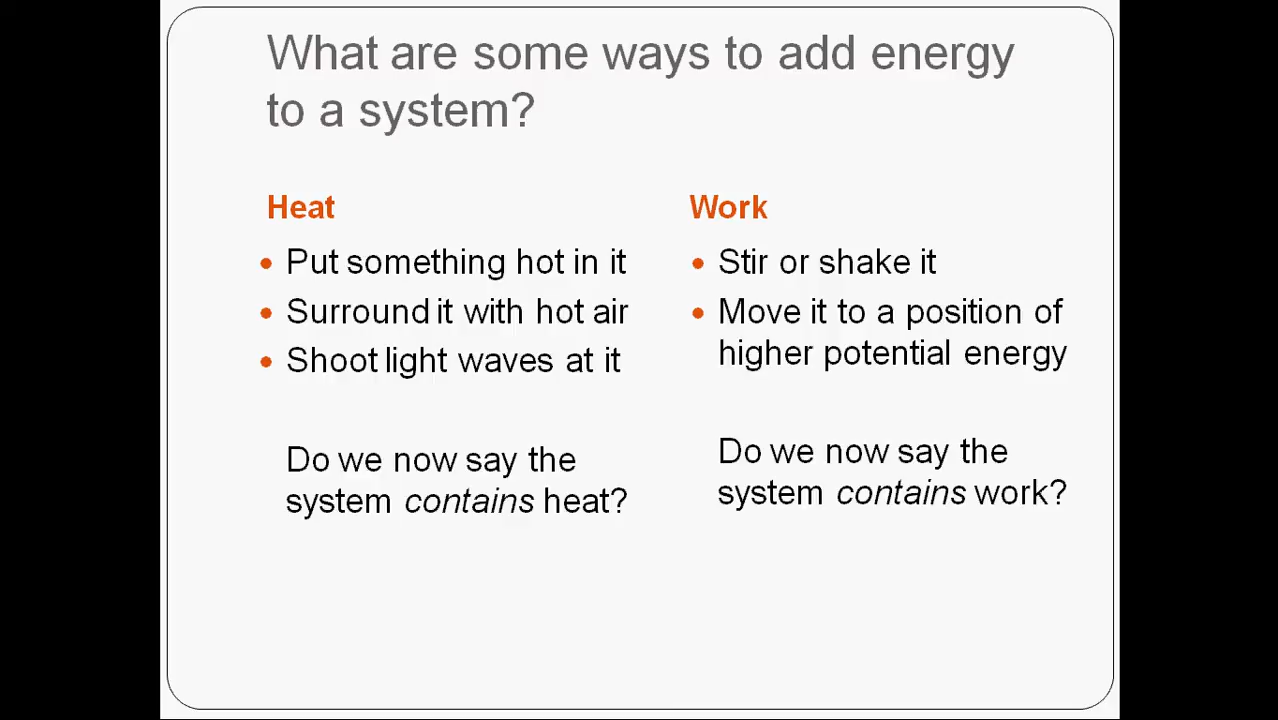 What are some ways to add energy
to a system?
Heat
• Put something hot in it
• Surround it with hot air
• Shoot light waves at it
Do we now say the
system contains heat?
Work
• Stir or shake it
• Move it to a position of
higher potential energy
Do we now say the
system contains work?